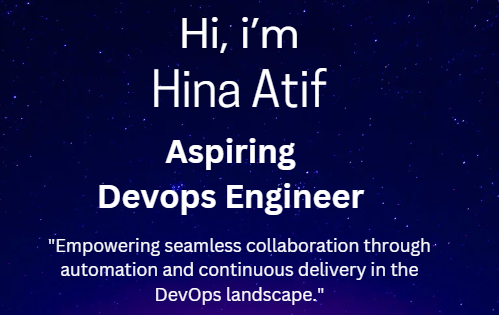 Hi, i’m
Hina Atif
Aspiring
Devops Engineer
"Empowering seamless collaboration through
automation and continuous delivery in the
DevOps landscape."